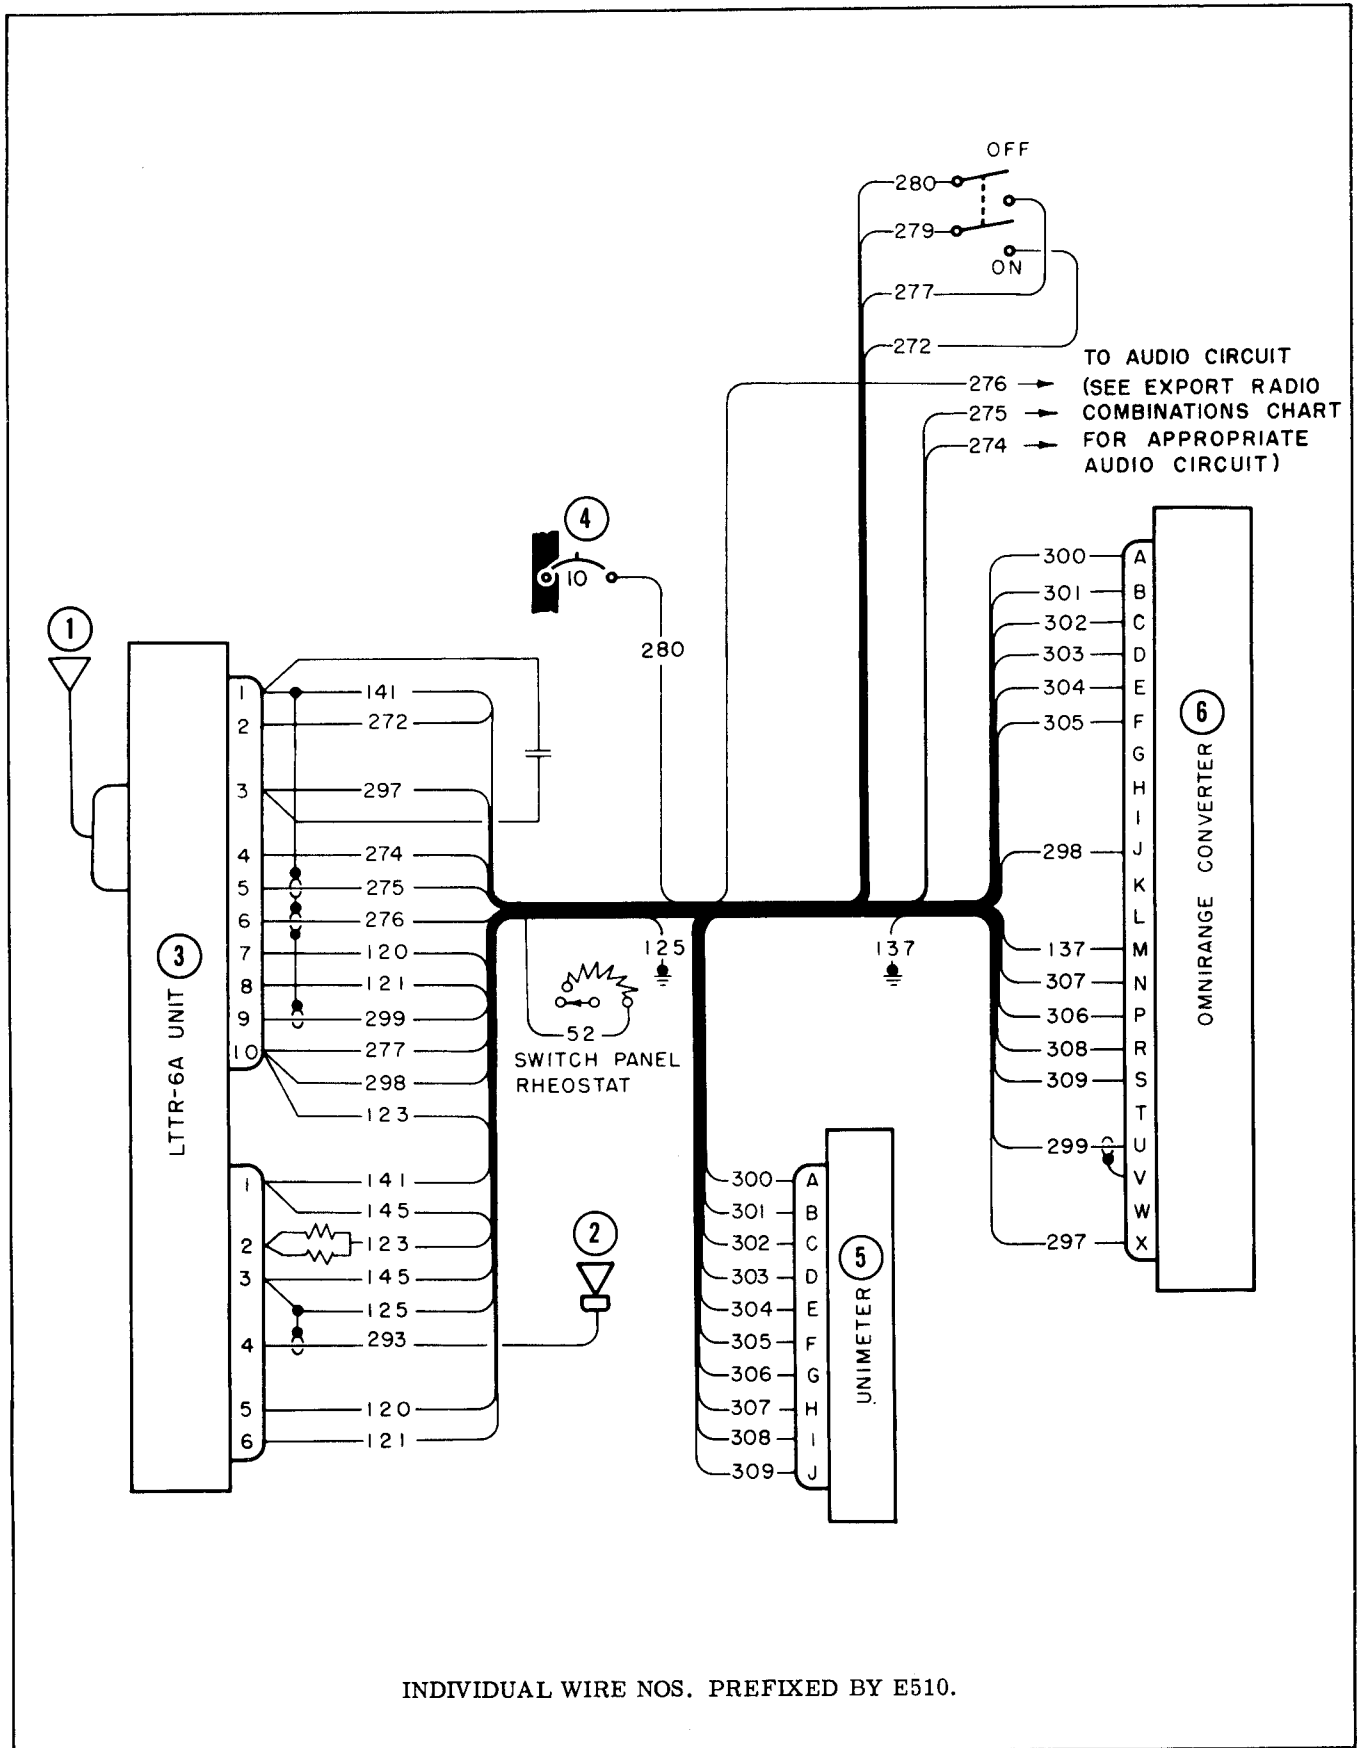 OFF
280
279
ON
277
272
TO AUDIO CIRCUIT
276 (SEE EXPORT RADIO
275 COMBINATIONS CHART
274 FOR APPROPRIATE
AUDIO CIRCUIT)
4
10
280
1
3
LTTR-6A UNIT
1 141
2 272
3 297
4 274
5 275
6 276
7 120
8 121
9 299
10 277
298
123
1 141
145
2 123
3 145
125
4 293
5 120
6 121
125
137
52
SWITCH PANEL
RHEOSTAT
2
300 A
301 B
302 C
303 D
304 E
305 F
306 G
307 H
308 I
309 J
5
UNIMETER
300 A
301 B
302 C
303 D
304 E
305 F
G
H
I
298 J
K
L
137 M
307 N
306 P
308 R
309 S
T
299 U
V
W
297 X
6
OMNIRANGE CONVERTER
INDIVIDUAL WIRE NOS. PREFIXED BY E510.